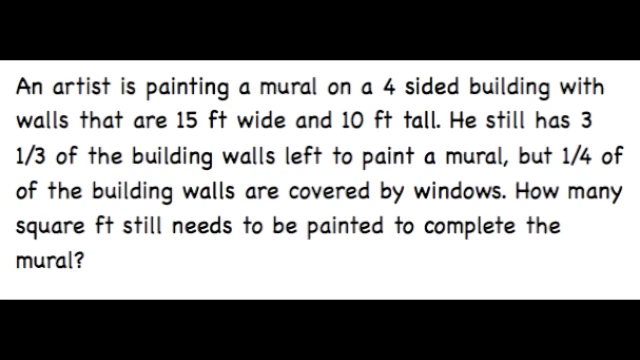 An artist is painting a mural on a 4 sided building with
walls that are 15 ft wide and 10 ft tall. He still has 3
1/3 of the building walls left to paint a mural, but 1/4 of
of the building walls are covered by windows. How many
square ft still needs to be painted to complete the
mural?